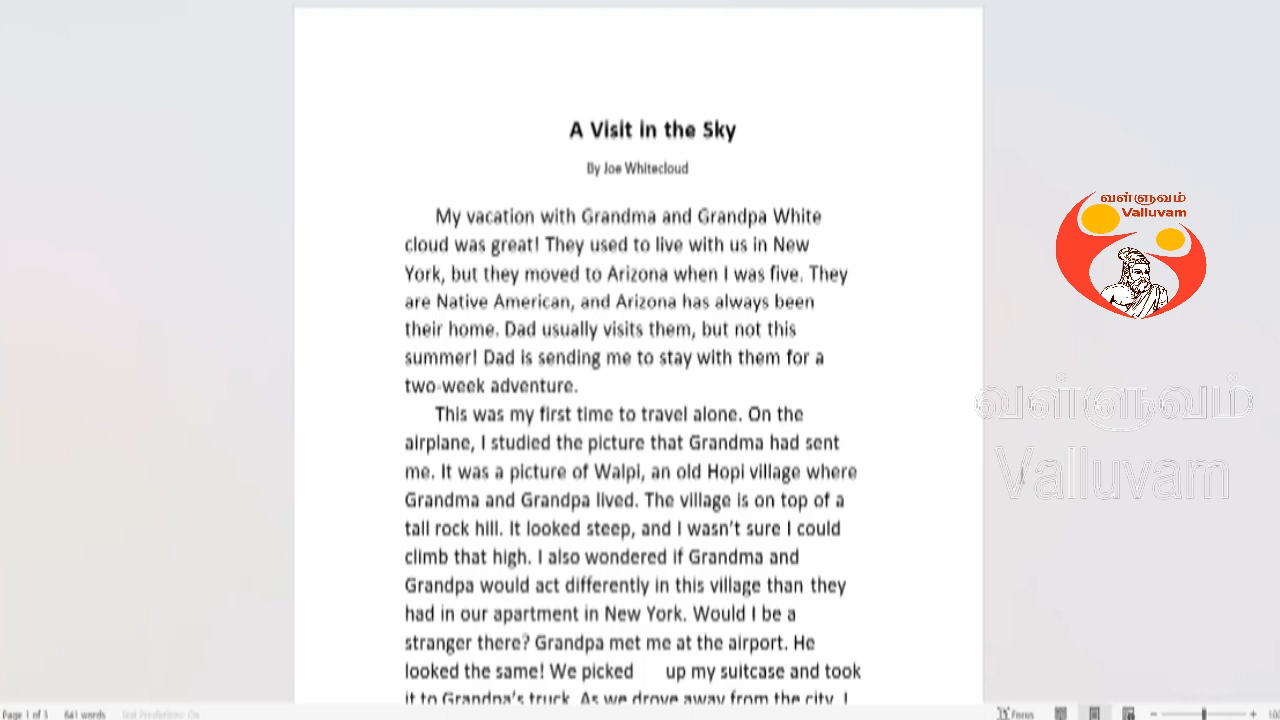 A Visit in the Sky
By Joe Whitecloud
My vacation with Grandma and Grandpa White
cloud was great! They used to live with us in New
York, but they moved to Arizona when I was five. They
are Native American, and Arizona has always been
their home. Dad usually visits them, but not this
summer! Dad is sending me to stay with them for a
two-week adventure.
This was my first time to travel alone. On the
airplane, I studied the picture that Grandma had sent
me. It was a picture of Walpi, an old Hopi village where
Grandma and Grandpa lived. The village is on top of a
tall rock hill. It looked steep, and I wasn't sure I could
climb that high. I also wondered if Grandma and
Grandpa would act differently in this village than they
had in our apartment in New York. Would I be a
stranger there? Grandpa met me at the airport. He
looked the same! We picked up my suitcase and took
it to Grandpa's truck. As we drove away from the city, I
வள்ளுவம்
Valluvam
வள்ளுவம்
Valluvam
Page 1 of 3 641 words Text Predictions: On
Focus